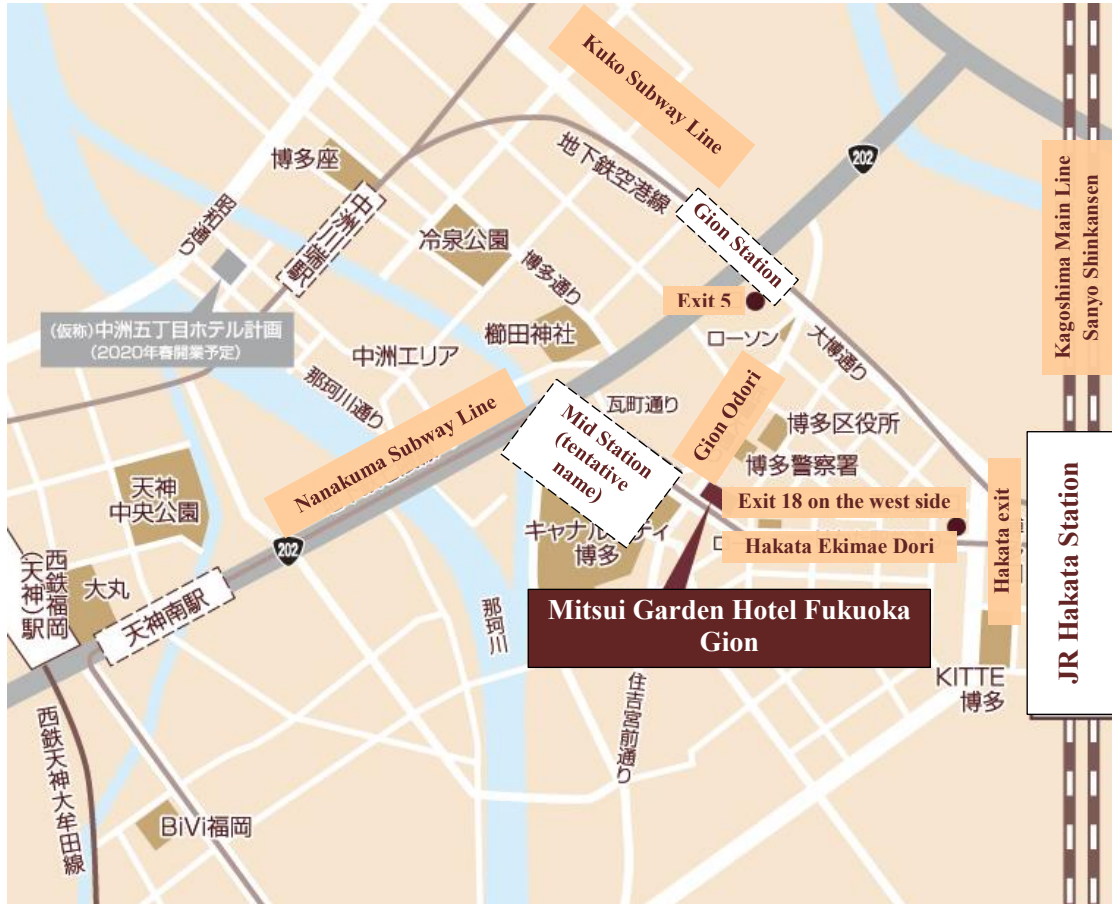 Kuko Subway Line
地下鉄空港線
202
博多座
昭和通り
中洲川端駅
冷泉公園
博多通り
Gion Station
Exit 5
ローソン
大博通り
Kagoshima Main Line
Sanyo Shinkansen
(仮称)中洲五丁目ホテル計画
(2020年春開業予定)
中洲エリア
櫛田神社
那珂川通り
瓦町通り
Gion Odori
博多区役所
博多警察署
Nanakuma Subway Line
Mid Station
(tentative
name)
Exit 18 on the west side
Hakata Ekimae Dori
Hakata exit
JR Hakata Station
天神
中央公園
キャナル
ティ
博多
202
西鉄福岡
(天神)駅
大丸
天神南駅
那珂川
Mitsui Garden Hotel Fukuoka
Gion
住吉宮前通り
KITTE
博多
西鉄天神大牟田線
BiVi福岡